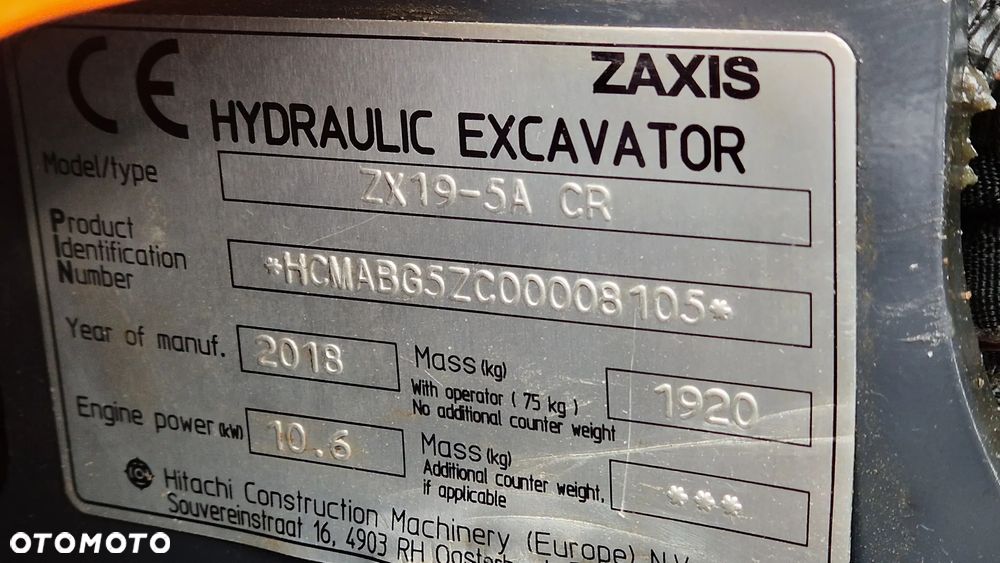 CE
ZAXIS
HYDRAULIC EXCAVATOR
Model/type
ZX19-5A CR
Product
Identification
Number
*HCMABG5ZC00008105*
Year of manuf.
2018
Mass (kg)
With operator ( 75 kg )
No additional counter weight
1920
Engine power (kW)
10.6
Mass (kg)
Additional counter weight,
if applicable
***
Hitachi Construction Machinery (Europe) N.V.
Souvereinstraat 16, 4903 RH
OTOMOTO